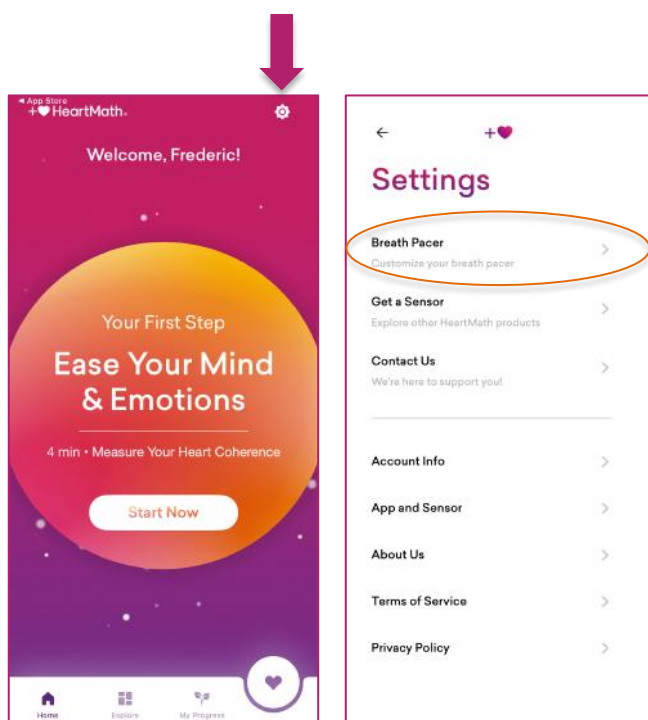 ◀ App Store
+♥ HeartMath.
Welcome, Frederic!
Your First Step
Ease Your Mind
& Emotions
4 min • Measure Your Heart Coherence
Start Now
Home
Explore
My Progress
Settings
Breath Pacer
Customize your breath pacer
Get a Sensor
Explore other HeartMath products
Contact Us
We're here to support you!
Account Info
App and Sensor
About Us
Terms of Service
Privacy Policy